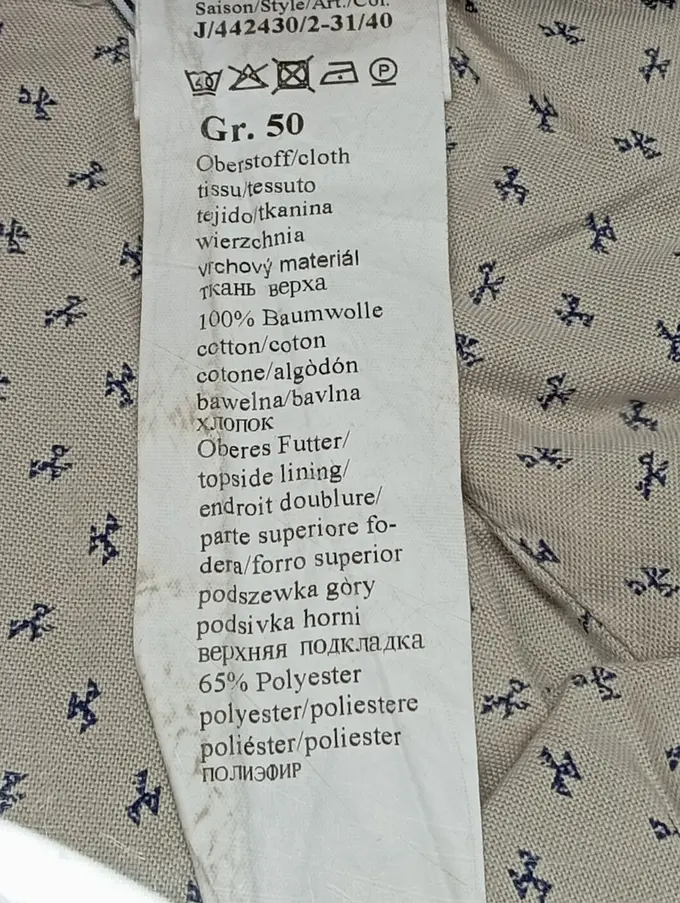 Saison/Style/Art./Col.
J/442430/2-31/40
40 P
Gr. 50
Oberstoff/cloth
tissu/tessuto
tejido/tkanina
wierzchnia
vrchový materiál
ткань верха
100% Baumwolle
cotton/coton
cotone/algòdón
bawelna/bavlna
хлопок
Oberes Futter/
topside lining/
endroit doublure/
parte superiore fo-
dera/forro superior
podszewka gòry
podsivka horni
верхняя подкладка
65% Polyester
polyester/poliestere
poliéster/poliester
полиэфир